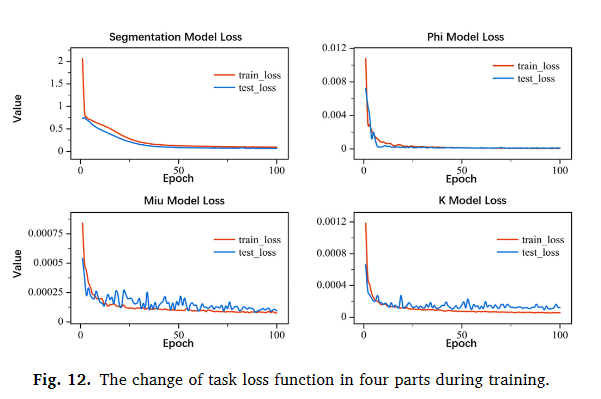 Segmentation Model Loss
Value
2
1.5
1
0.5
0
train_loss
test_loss
0 50 100
Epoch
Phi Model Loss
0.012
0.008
0.004
0
train_loss
test_loss
0 50 100
Epoch
Miu Model Loss
Value
0.00075
0.0005
0.00025
0
train_loss
test_loss
0 50 100
Epoch
K Model Loss
0.0012
0.0008
0.0004
0
train_loss
test_loss
0 50 100
Epoch
Fig. 12. The change of task loss function in four parts during training.